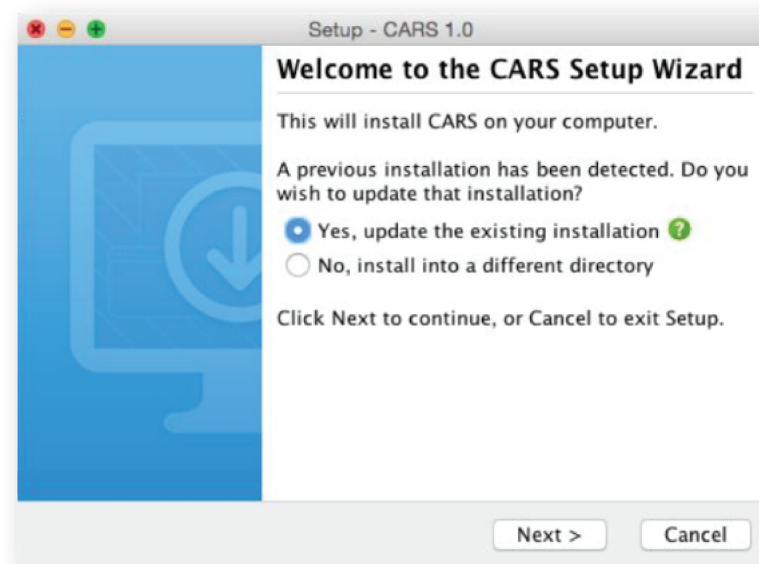 Setup - CARS 1.0
Welcome to the CARS Setup Wizard
This will install CARS on your computer.
A previous installation has been detected. Do you
wish to update that installation?
Yes, update the existing installation ?
No, install into a different directory
Click Next to continue, or Cancel to exit Setup.
Next > Cancel